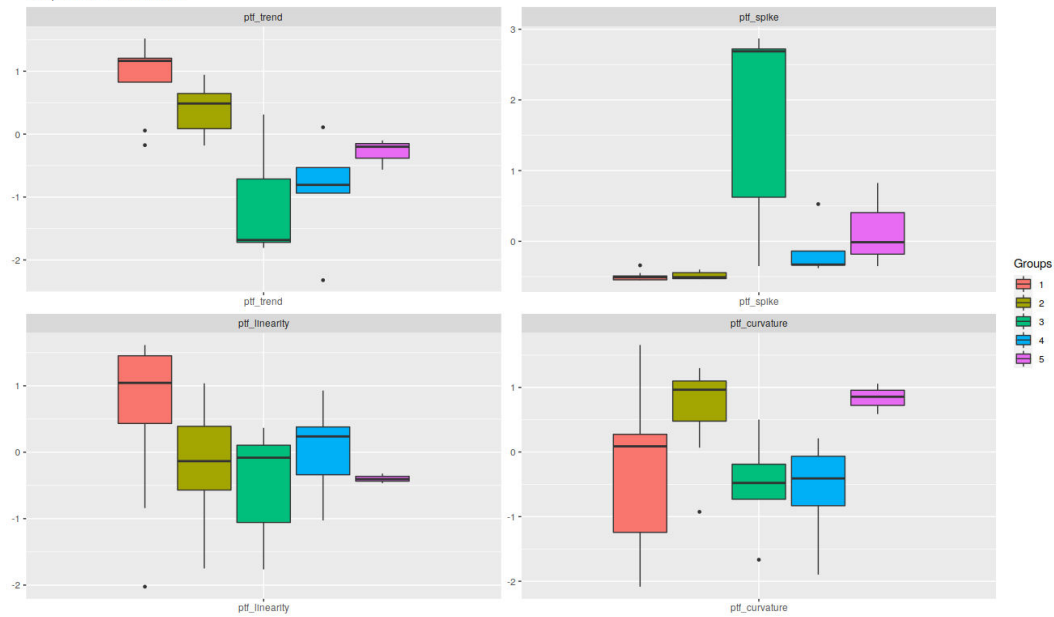 ptf_trend
ptf_spike
1
0
-1
-2
3
2
1
0
ptf_trend
ptf_spike
ptf_linearity
ptf_curvature
1
0
-1
-2
1
0
-1
-2
ptf_linearity
ptf_curvature
Groups
1
2
3
4
5